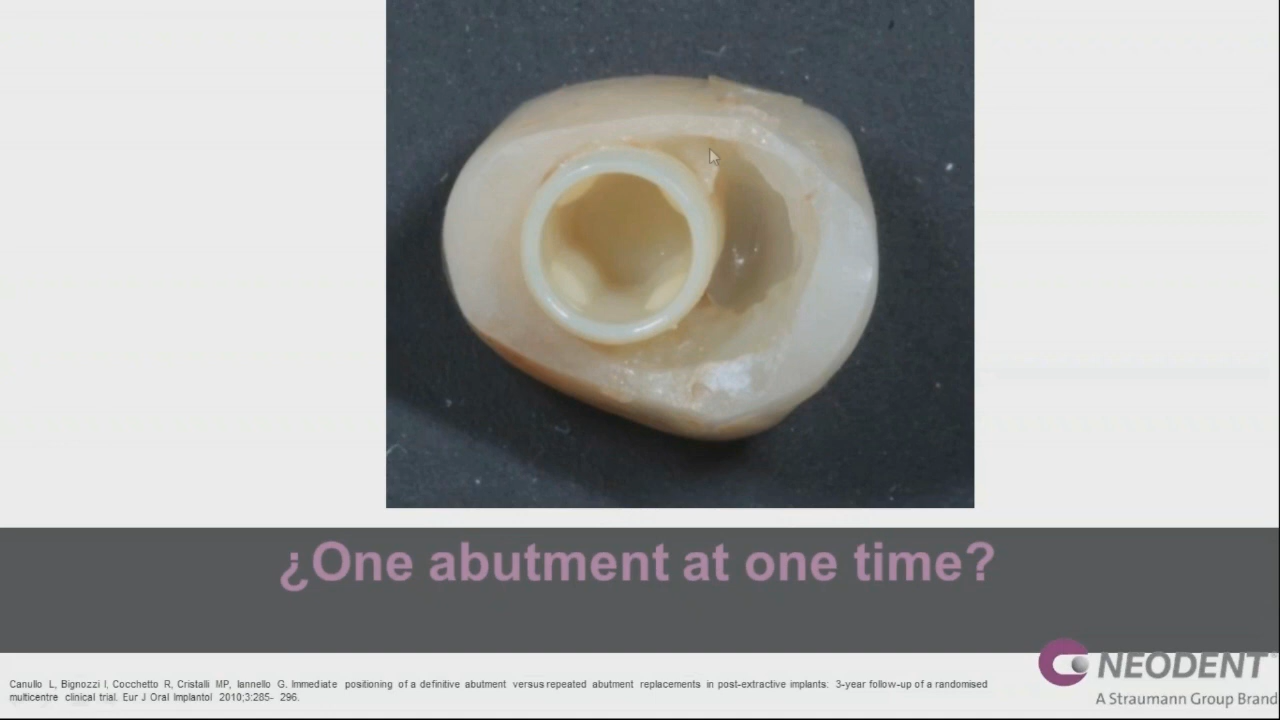 ¿One abutment at one time?
NEODENT
A Straumann Group Brand
Canullo L, Bignozzi I, Cocchetto R, Cristalli MP, Iannello G. Immediate positioning of a definitive abutment versus repeated abutment replacements in post-extractive implants: 3-year follow-up of a randomised
multicentre clinical trial. Eur J Oral Implantol 2010;3:285- 296.